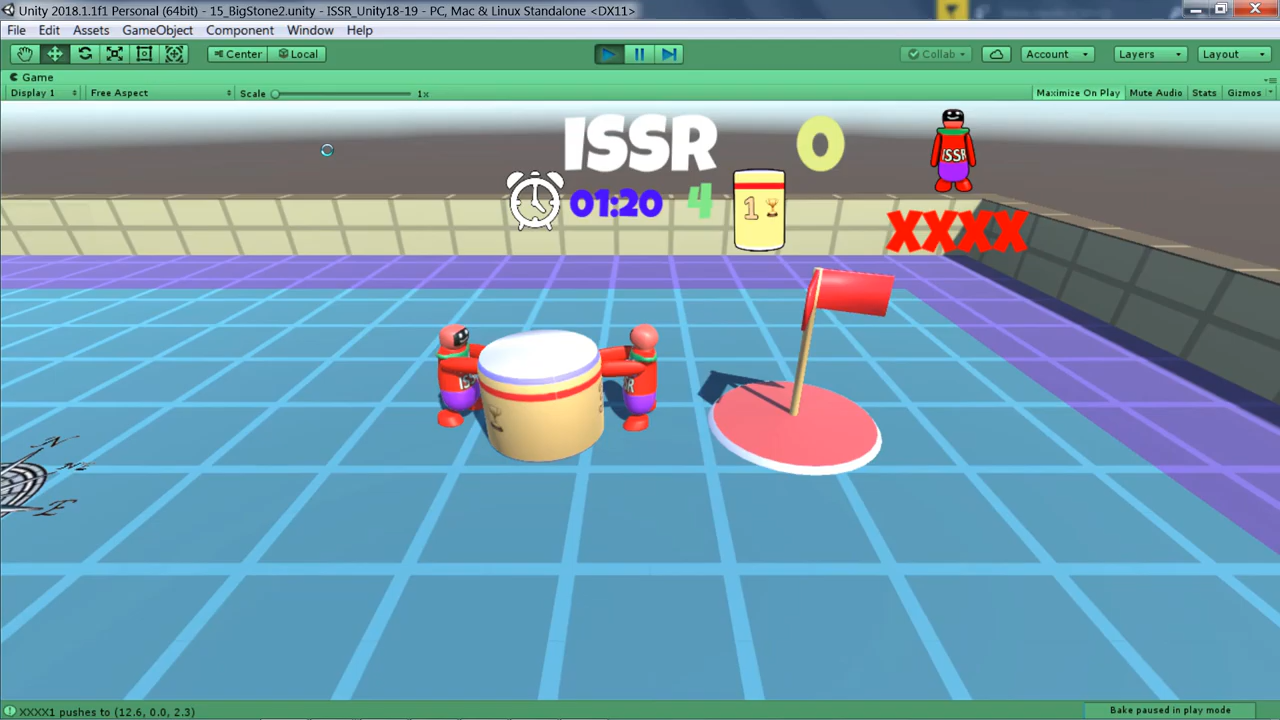 Unity 2018.1.1f1 Personal (64bit) - 15_BigStone2.unity - ISSR_Unity18-19 - PC, Mac & Linux Standalone <DX11>
File Edit Assets GameObject Component Window Help
Center Local Collab Account Layers Layout
Game
Display 1 Free Aspect Scale 1x Maximize On Play Mute Audio Stats Gizmos
ISSR 0
ISSR
01:20 4
1
XXXX
N
E
XXXX1 pushes to (12.6, 0.0, 2.3)
Bake paused in play mode